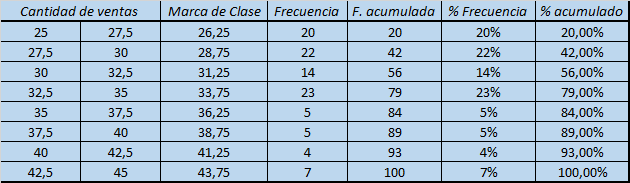 Cantidad de ventas Marca de Clase Frecuencia F. acumulada % Frecuencia % acumulado
25 27,5 26,25 20 20 20% 20,00%
27,5 30 28,75 22 42 22% 42,00%
30 32,5 31,25 14 56 14% 56,00%
32,5 35 33,75 23 79 23% 79,00%
35 37,5 36,25 5 84 5% 84,00%
37,5 40 38,75 5 89 5% 89,00%
40 42,5 41,25 4 93 4% 93,00%
42,5 45 43,75 7 100 7% 100,00%